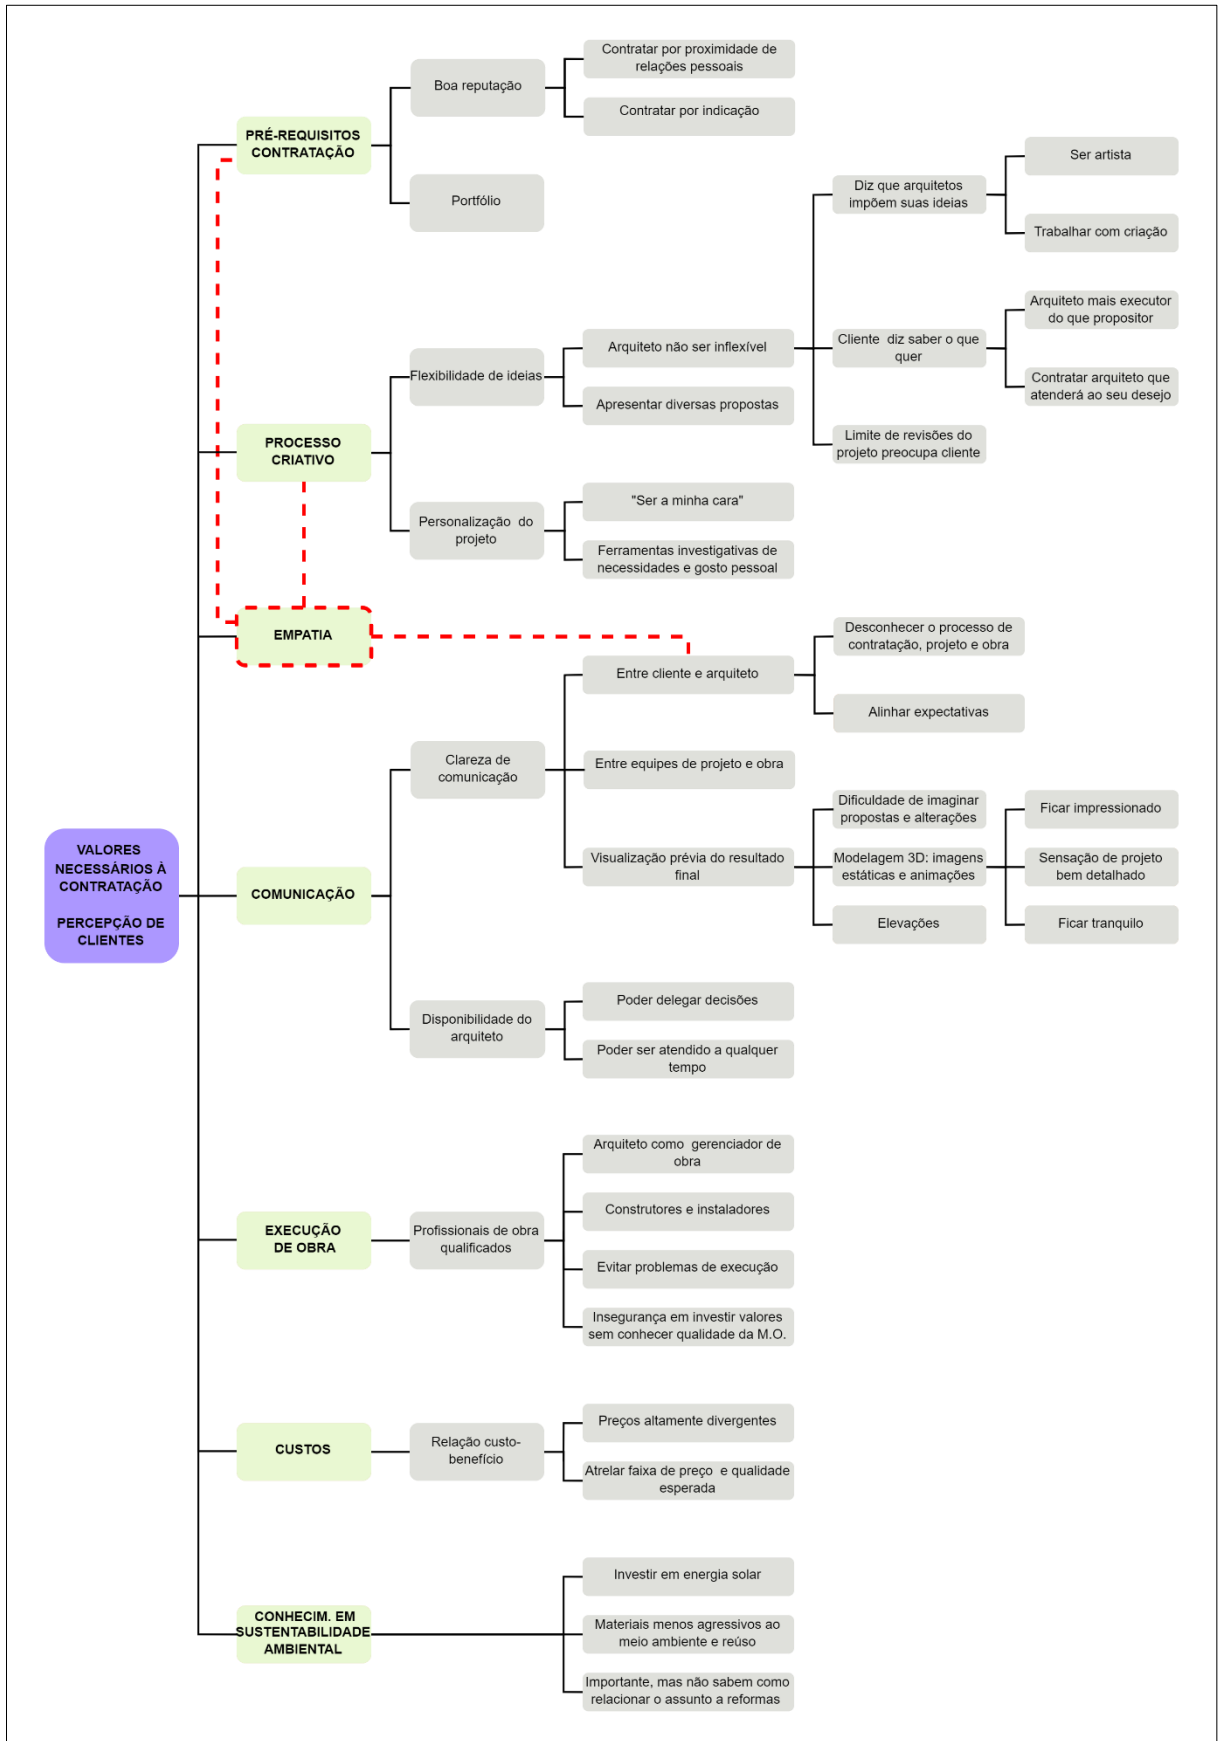 VALORES
NECESSÁRIOS À
CONTRATAÇÃO
PERCEPÇÃO DE
CLIENTES
PRÉ-REQUISITOS
CONTRATAÇÃO
Boa reputação
Contratar por proximidade de
relações pessoais
Contratar por indicação
Portfólio
PROCESSO
CRIATIVO
Flexibilidade de ideias
Arquiteto não ser inflexível
Diz que arquitetos
impõem suas ideias
Ser artista
Trabalhar com criação
Cliente diz saber o que
quer
Arquiteto mais executor
do que propositor
Contratar arquiteto que
atenderá ao seu desejo
Limite de revisões do
projeto preocupa cliente
Apresentar diversas propostas
Personalização do
projeto
"Ser a minha cara"
Ferramentas investigativas de
necessidades e gosto pessoal
EMPATIA
COMUNICAÇÃO
Clareza de
comunicação
Entre cliente e arquiteto
Desconhecer o processo de
contratação, projeto e obra
Alinhar expectativas
Entre equipes de projeto e obra
Visualização prévia do resultado
final
Dificuldade de imaginar
propostas e alterações
Modelagem 3D: imagens
estáticas e animações
Ficar impressionado
Sensação de projeto
bem detalhado
Ficar tranquilo
Elevações
Disponibilidade do
arquiteto
Poder delegar decisões
Poder ser atendido a qualquer
tempo
EXECUÇÃO
DE OBRA
Profissionais de obra
qualificados
Arquiteto como gerenciador de
obra
Construtores e instaladores
Evitar problemas de execução
Insegurança em investir valores
sem conhecer qualidade da M.O.
CUSTOS
Relação custo-
benefício
Preços altamente divergentes
Atrelar faixa de preço e qualidade
esperada
CONHECIM. EM
SUSTENTABILIDADE
AMBIENTAL
Investir em energia solar
Materiais menos agressivos ao
meio ambiente e reúso
Importante, mas não sabem como
relacionar o assunto a reformas